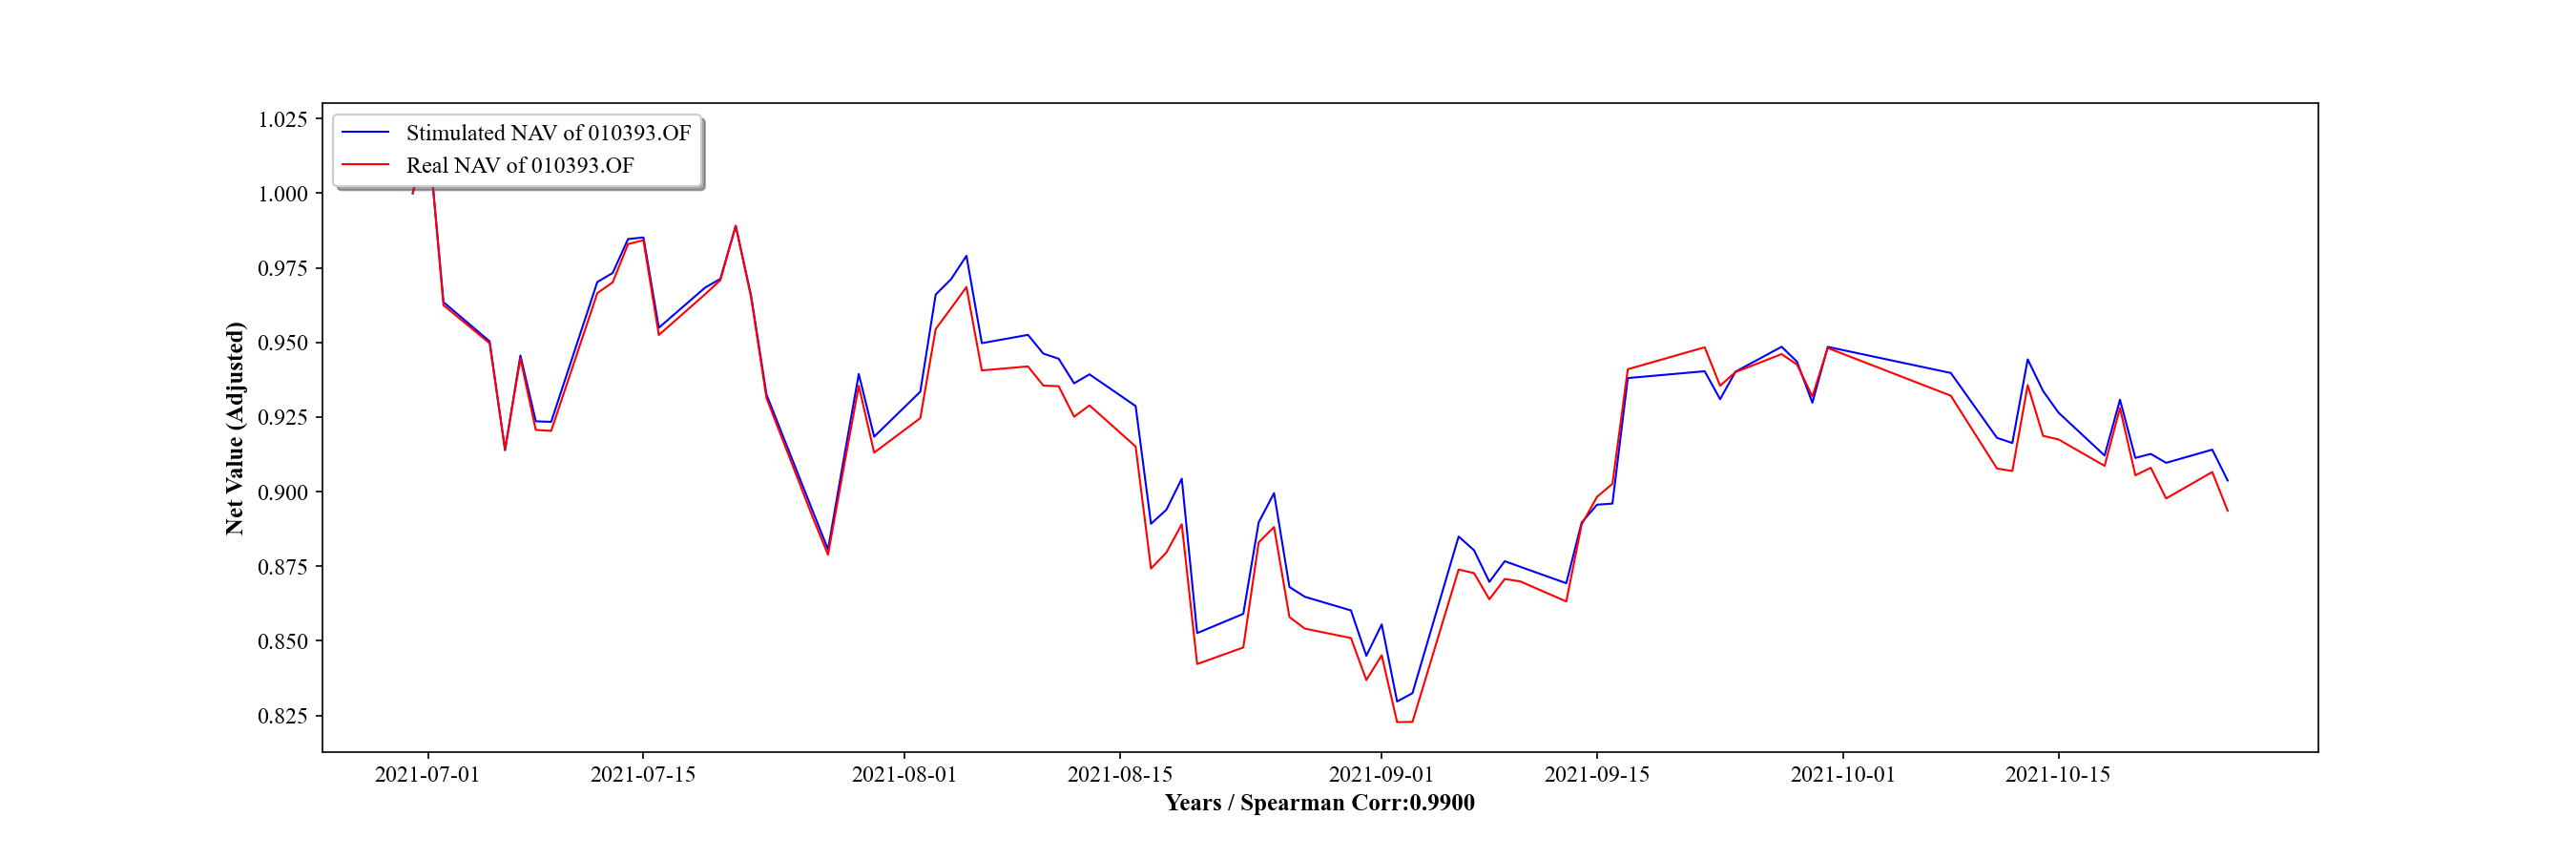 1.025
1.000
0.975
0.950
0.925
0.900
0.875
0.850
0.825
Net Value (Adjusted)
Stimulated NAV of 010393.OF
Real NAV of 010393.OF
2021-07-01 2021-07-15 2021-08-01 2021-08-15 2021-09-01 2021-09-15 2021-10-01 2021-10-15
Years / Spearman Corr:0.9900